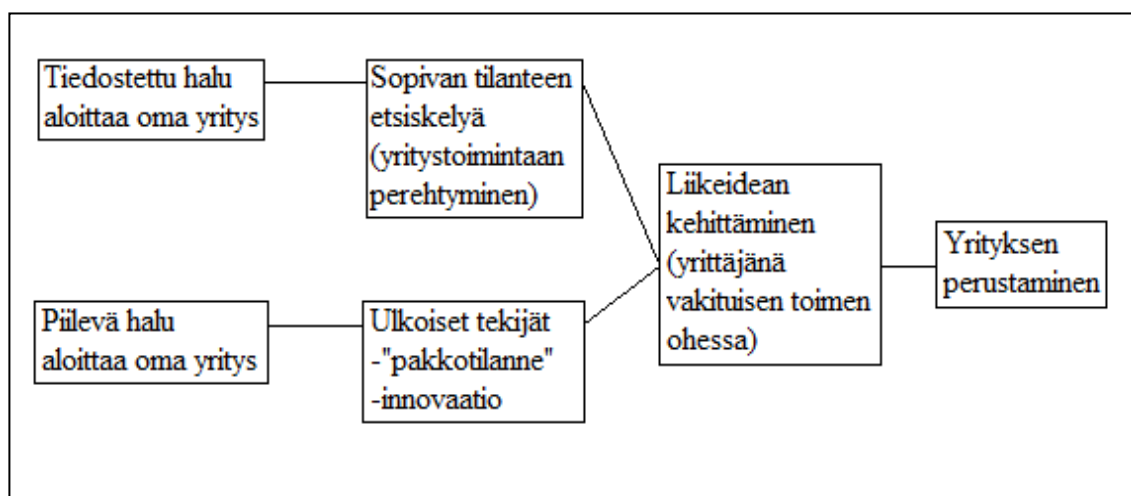 Tiedostettu halu
aloittaa oma yritys
Sopivan tilanteen
etsiskelyä
(yritystoimintaan
perehtyminen)
Piilevä halu
aloittaa oma yritys
Ulkoiset tekijät
-"pakkotilanne"
-innovaatio
Liikeidean
kehittäminen
(yrittäjänä
vakituisen toimen
ohessa)
Yrityksen
perustaminen